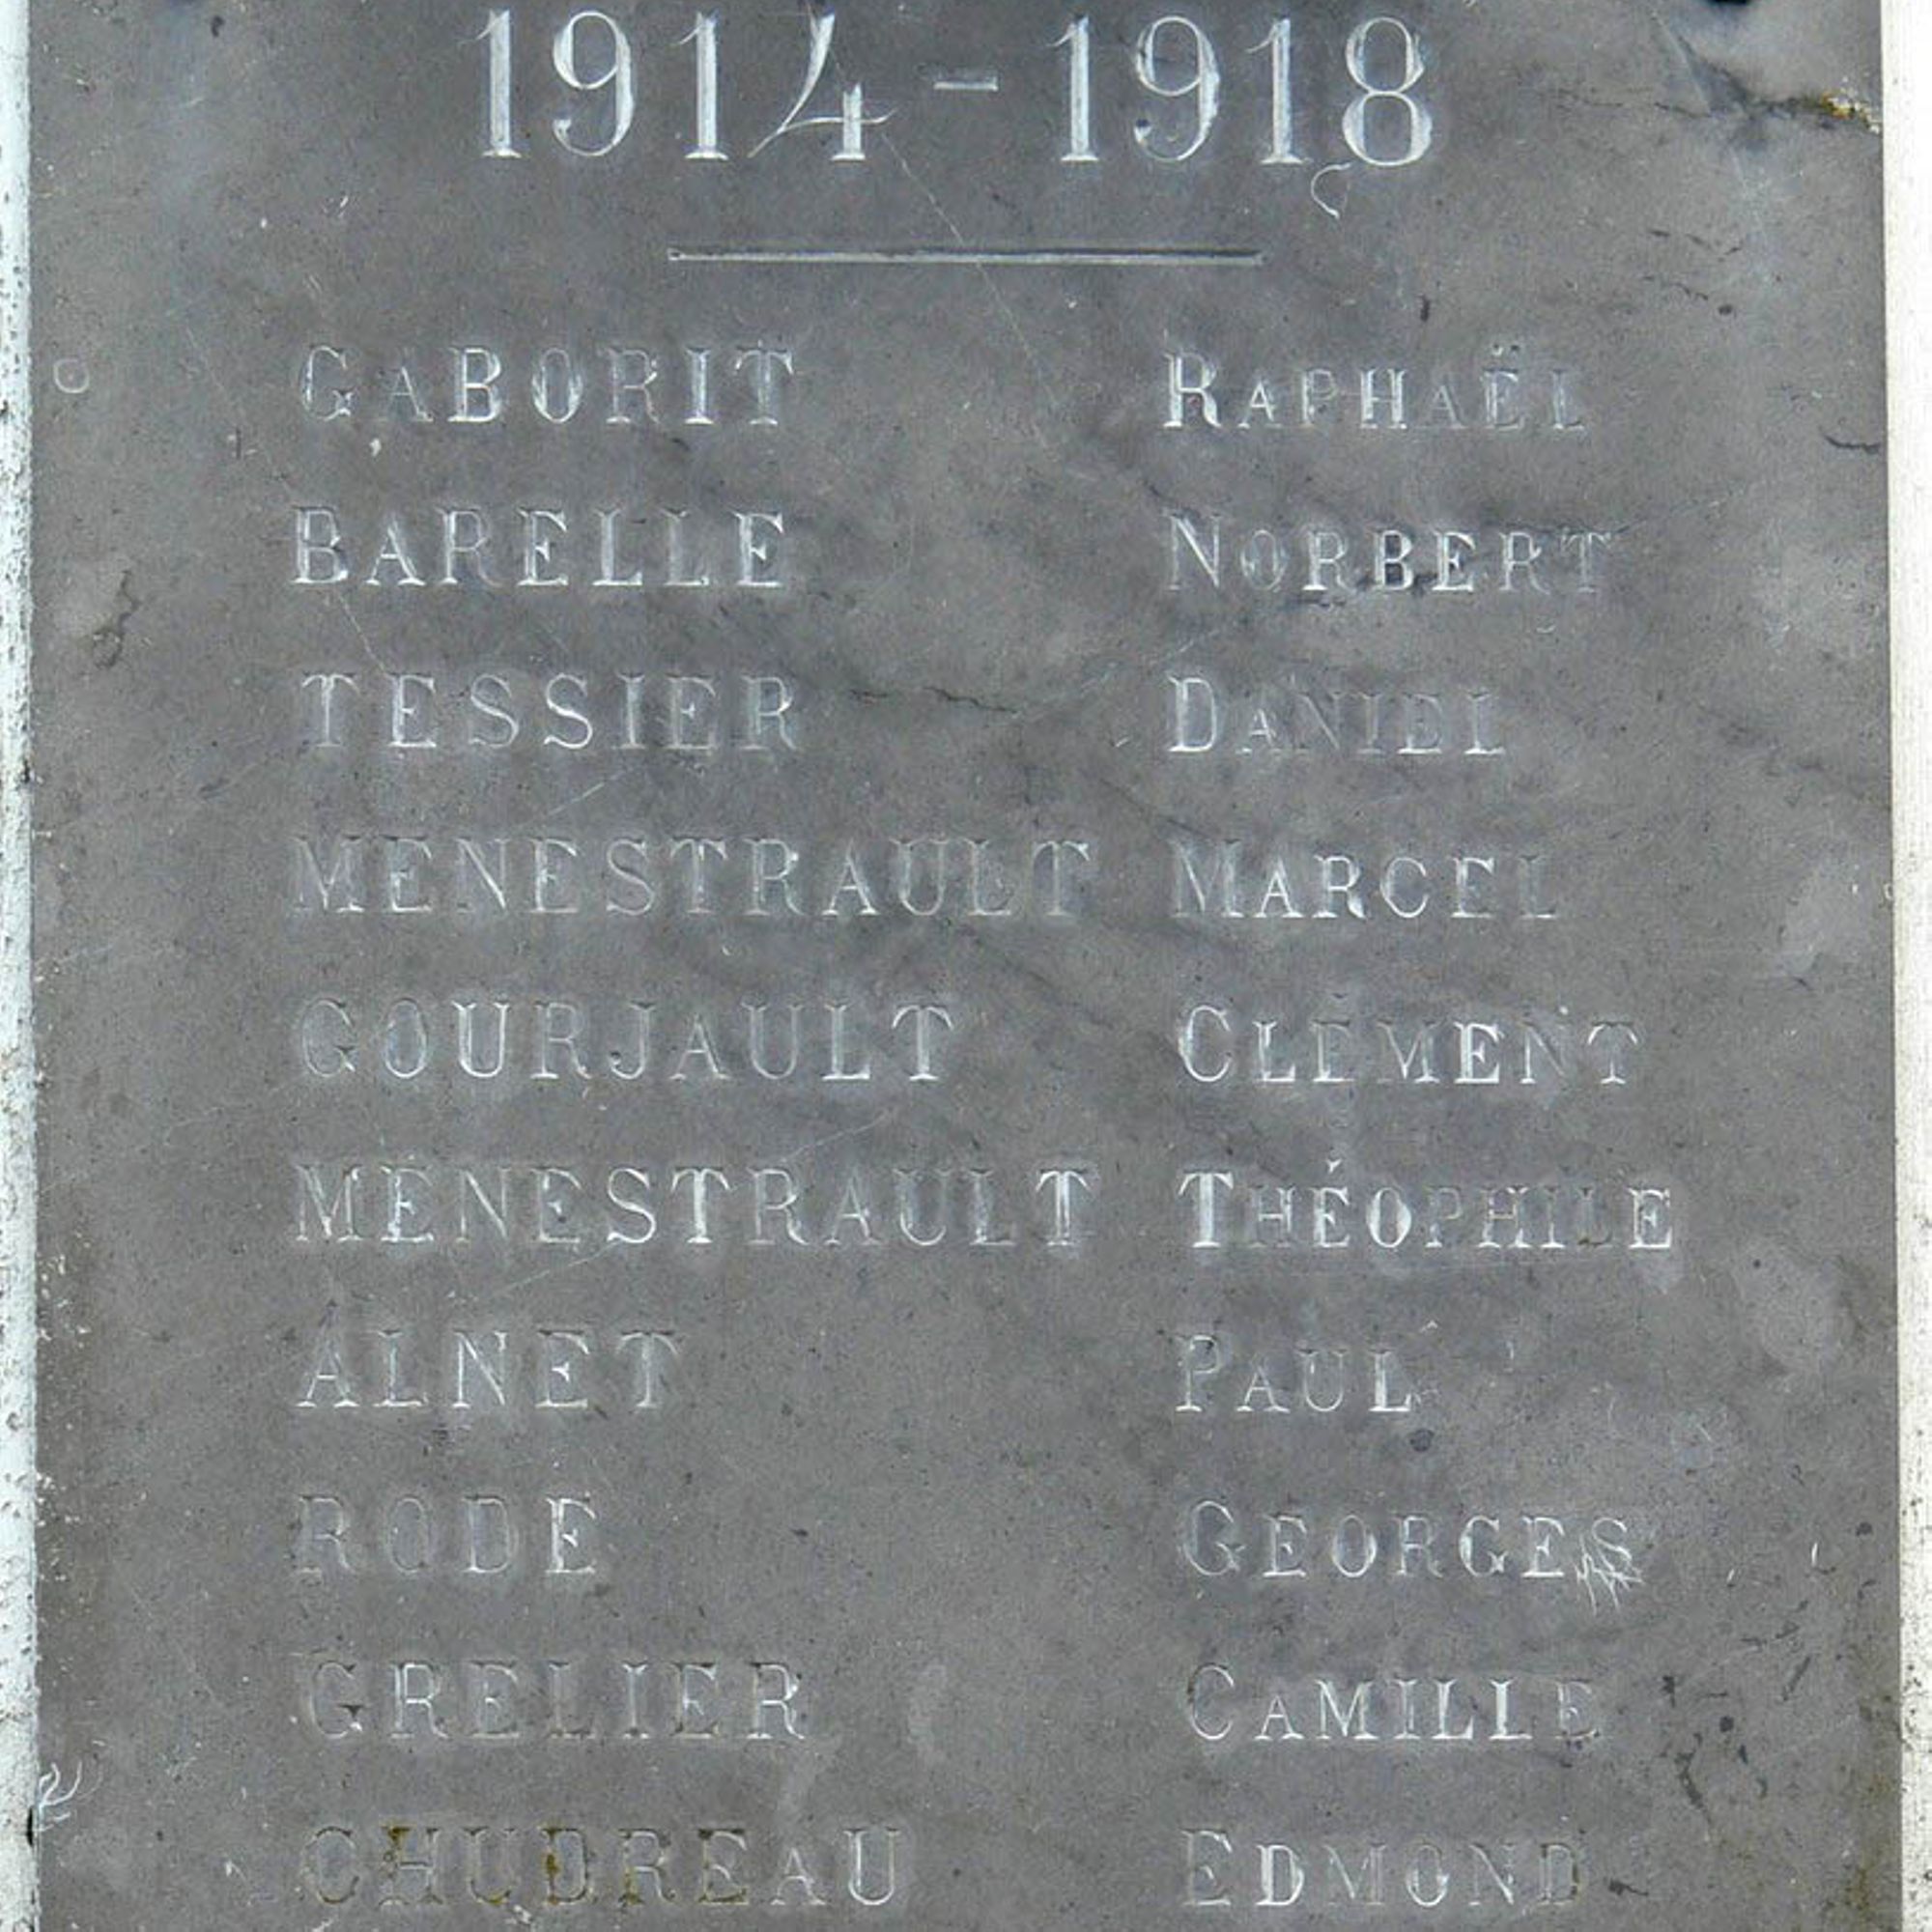 1914-1918
GABORIT RAPHAËL
BARELLE NORBERT
TESSIER DANIEL
MENESTRAULT MARCEL
GOURJAULT CLÉMENT
MENESTRAULT THÉOPHILE
ALNET PAUL
RODE GEORGES
GRELIER CAMILLE
CHUDREAU EDMOND